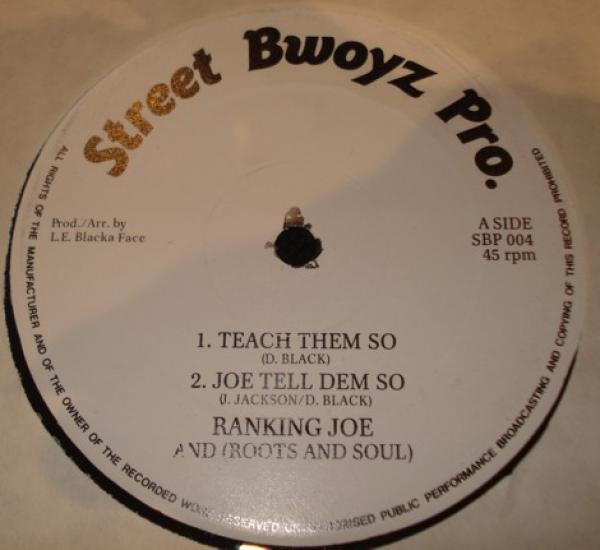 Street Bwoyz Pro.
Prod./Arr. by
L.E. Blacka Face
A SIDE
SBP 004
45 rpm
1. TEACH THEM SO
(D. BLACK)
2. JOE TELL DEM SO
(J. JACKSON/D. BLACK)
RANKING JOE
AND (ROOTS AND SOUL)
ALL RIGHTS OF THE MANUFACTURER AND OF THE OWNER OF THE RECORDED WORK RESERVED UNAUTHORISED PUBLIC PERFORMANCE BROADCASTING AND COPYING OF THIS RECORD PROHIBITED